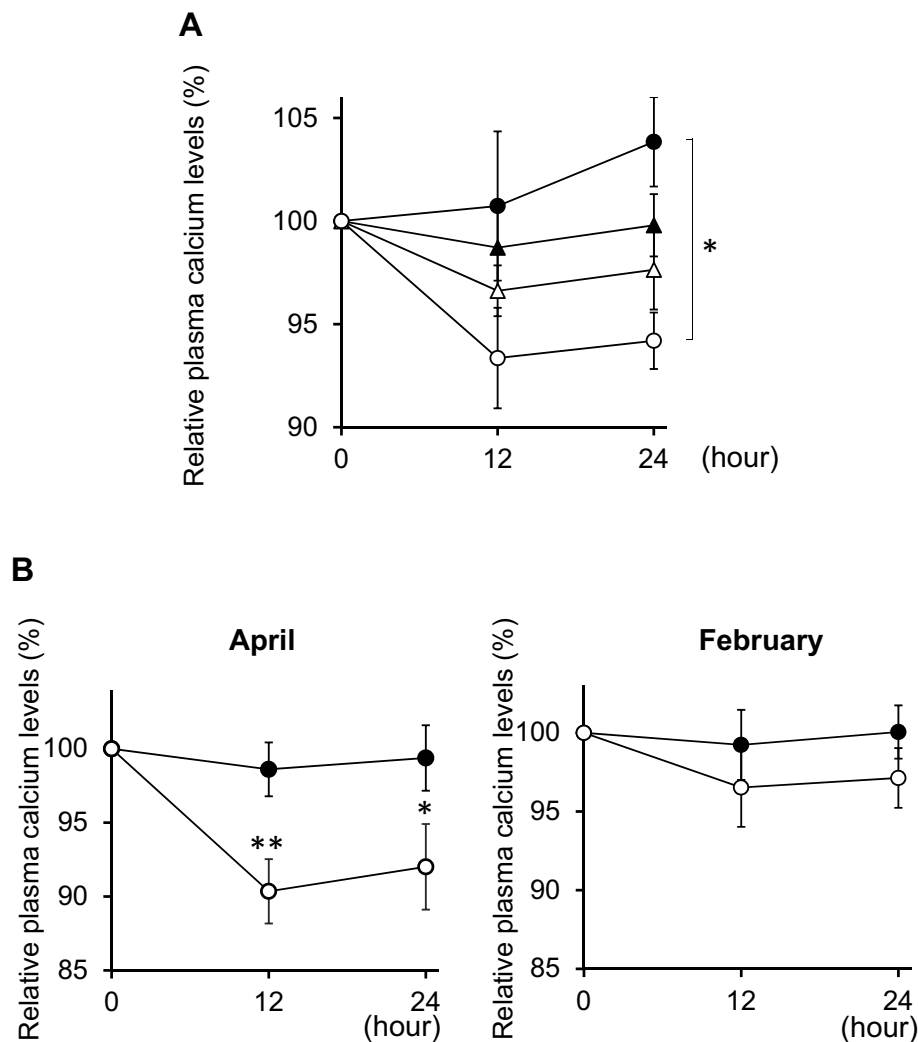 A
Relative plasma calcium levels (%)
105
100
95
90
0 12 24 (hour)
*
B
April
Relative plasma calcium levels (%)
100
95
90
85
** *
0 12 24
(hour)
February
Relative plasma calcium levels (%)
100
95
90
85
0 12 24
(hour)